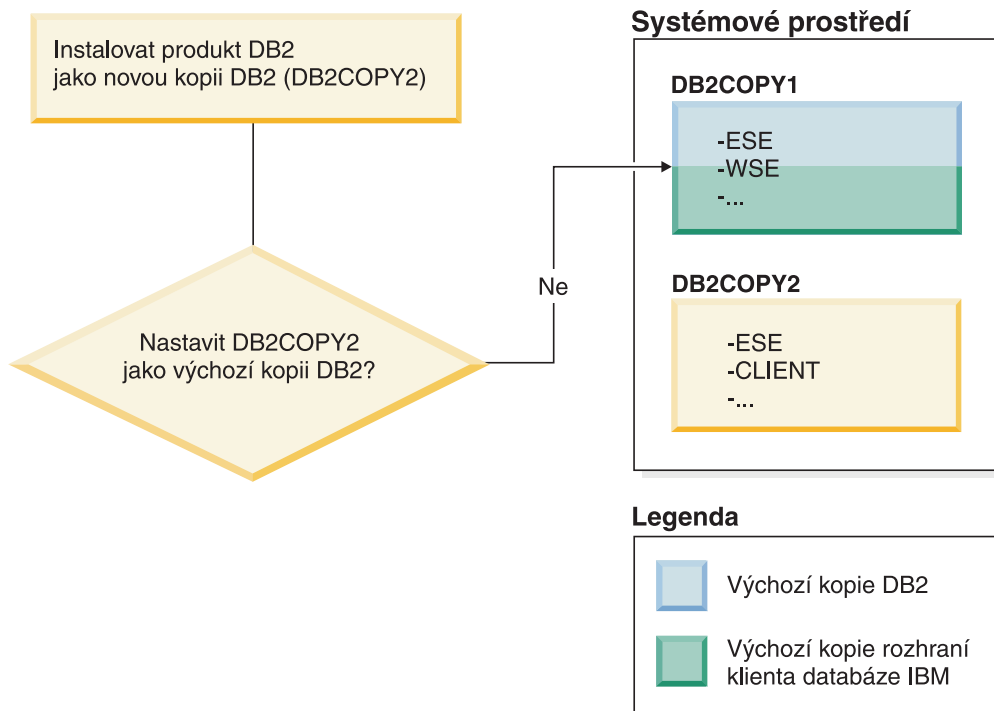 Instalovat produkt DB2
jako novou kopii DB2 (DB2COPY2)
Nastavit DB2COPY2
jako výchozí kopii DB2?
Ne
Systémové prostředí
DB2COPY1
-ESE
-WSE
-...
DB2COPY2
-ESE
-CLIENT
-...
Legenda
Výchozí kopie DB2
Výchozí kopie rozhraní
klienta databáze IBM